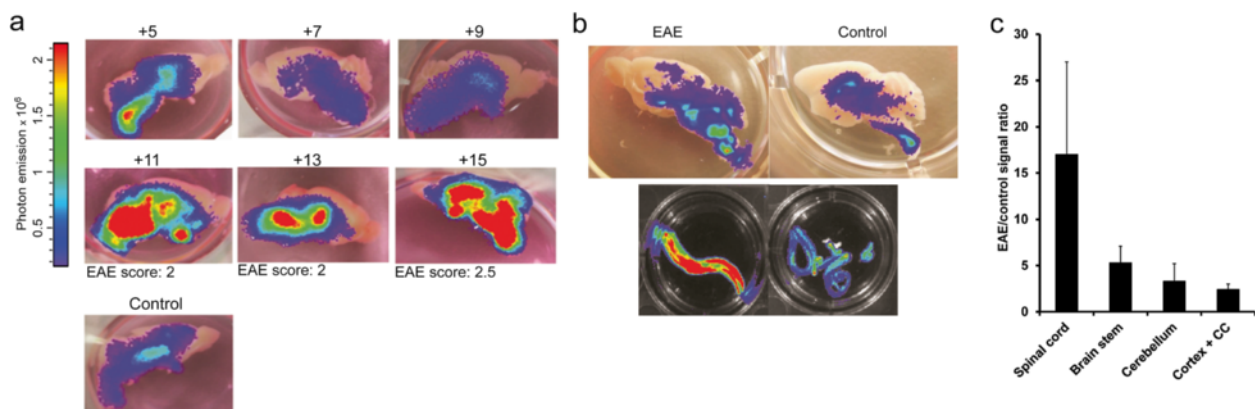 a
+5
+7
+9
Photon emission x 10⁶
2
1.5
1
0.5
+11
+13
+15
EAE score: 2
EAE score: 2
EAE score: 2.5
Control
b
EAE
Control
c
EAE/control signal ratio
30
25
20
15
10
5
0
Spinal cord
Brain stem
Cerebellum
Cortex + CC